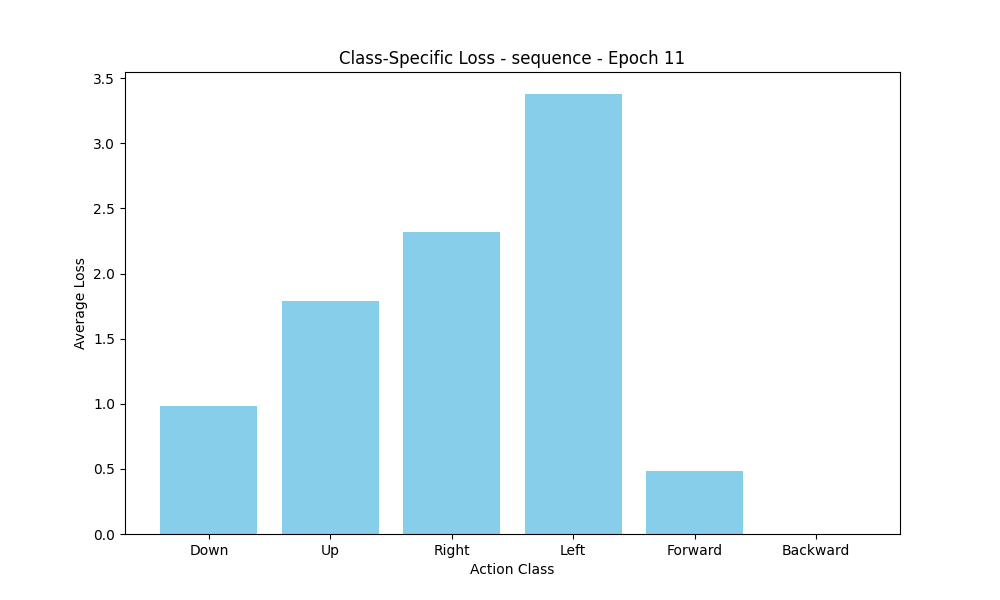 Class-Specific Loss - sequence - Epoch 11
3.5
3.0
2.5
2.0
1.5
1.0
0.5
0.0
Average Loss
Down Up Right Left Forward Backward
Action Class